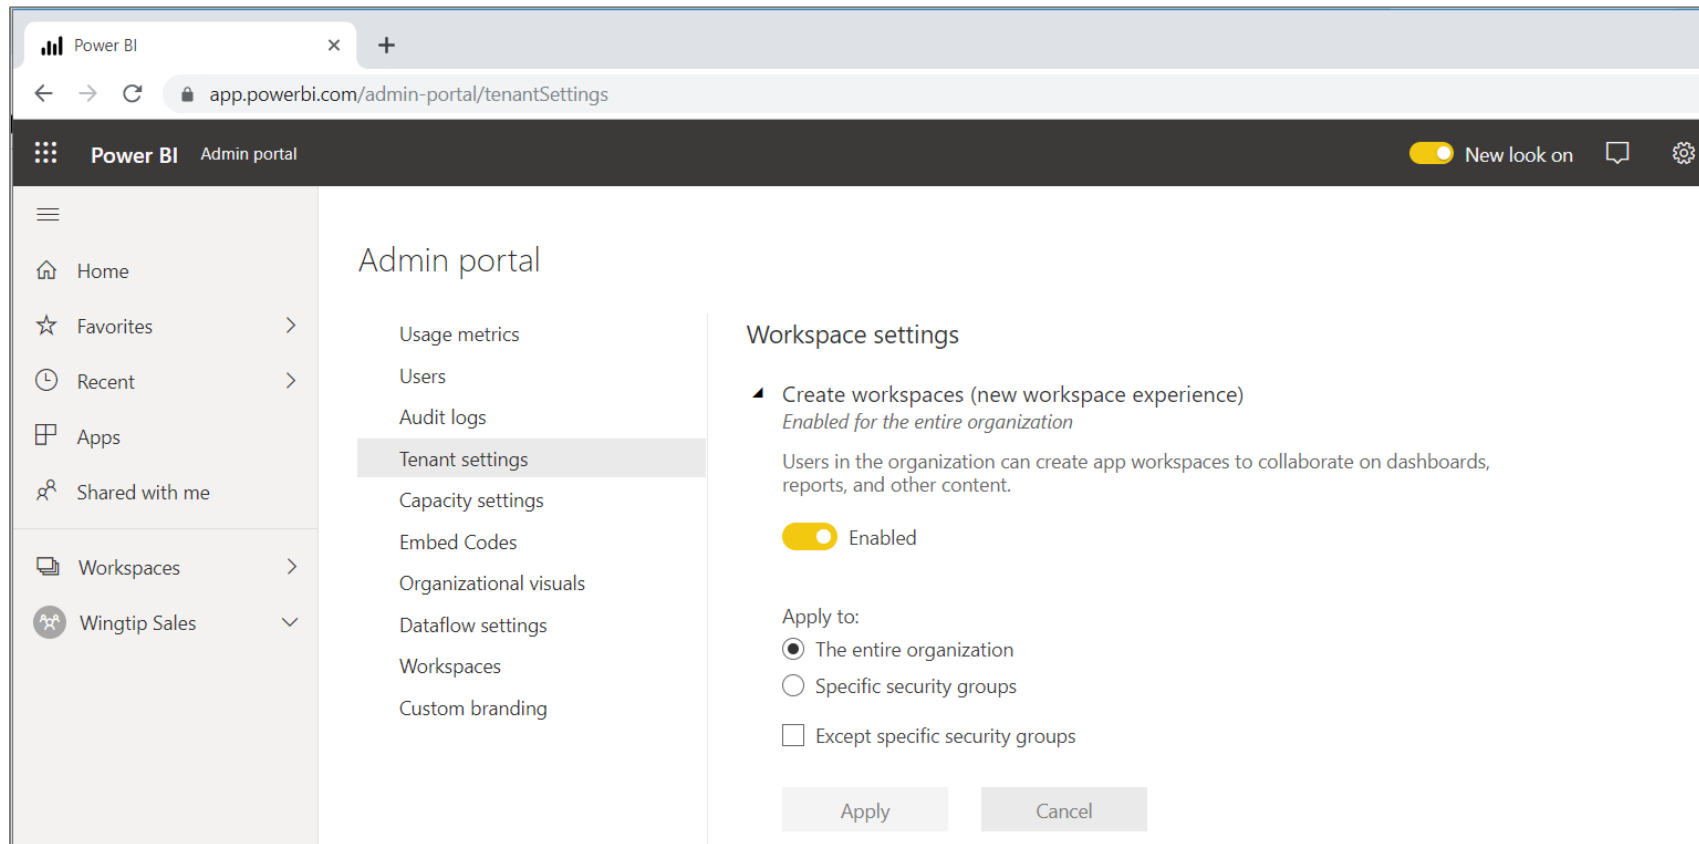 Power BI
app.powerbi.com/admin-portal/tenantSettings
Power BI Admin portal
New look on
Home
Favorites
Recent
Apps
Shared with me
Workspaces
Wingtip Sales
Admin portal
Usage metrics
Users
Audit logs
Tenant settings
Capacity settings
Embed Codes
Organizational visuals
Dataflow settings
Workspaces
Custom branding
Workspace settings
Create workspaces (new workspace experience)
Enabled for the entire organization
Users in the organization can create app workspaces to collaborate on dashboards,
reports, and other content.
Enabled
Apply to:
The entire organization
Specific security groups
Except specific security groups
Apply
Cancel